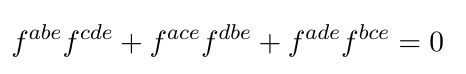 f^{abe} f^{cde} + f^{ace} f^{dbe} + f^{ade} f^{bce} = 0